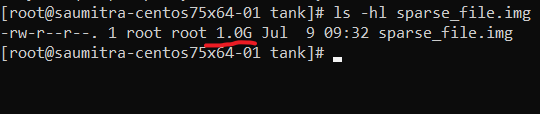 [root@saumitra-centos75x64-01 tank]# ls -hl sparse_file.img
-rw-r--r--. 1 root root 1.0G Jul  9 09:32 sparse_file.img
[root@saumitra-centos75x64-01 tank]#